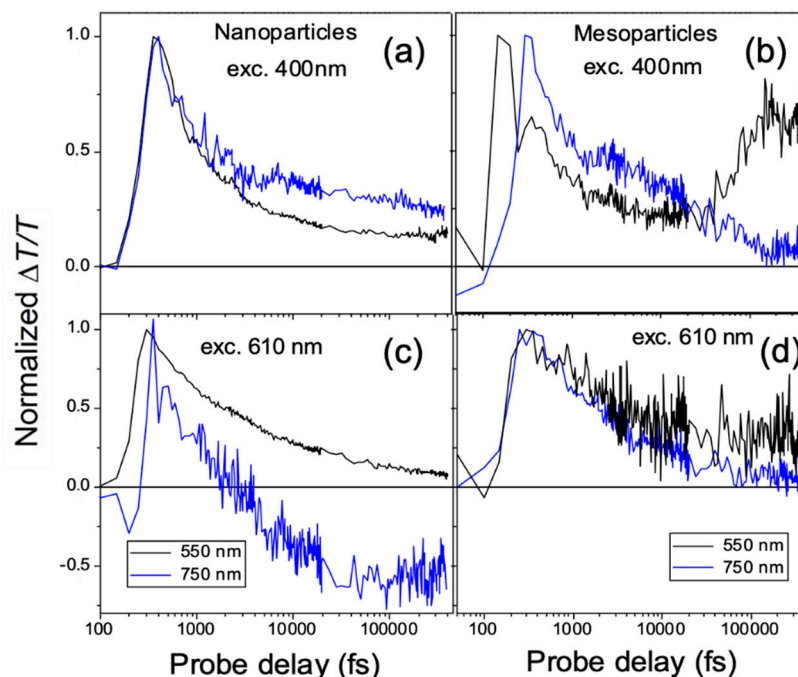 Nanoparticles
(a)
exc. 400nm
Mesoparticles
(b)
exc. 400nm
1.0
0.5
0.0
exc. 610 nm
(c)
exc. 610 nm
(d)
1.0
0.5
0.0
-0.5
550 nm
750 nm
550 nm
750 nm
100 1000 10000 100000
100 1000 10000 100000
Probe delay (fs)
Probe delay (fs)
Normalized ΔT/T